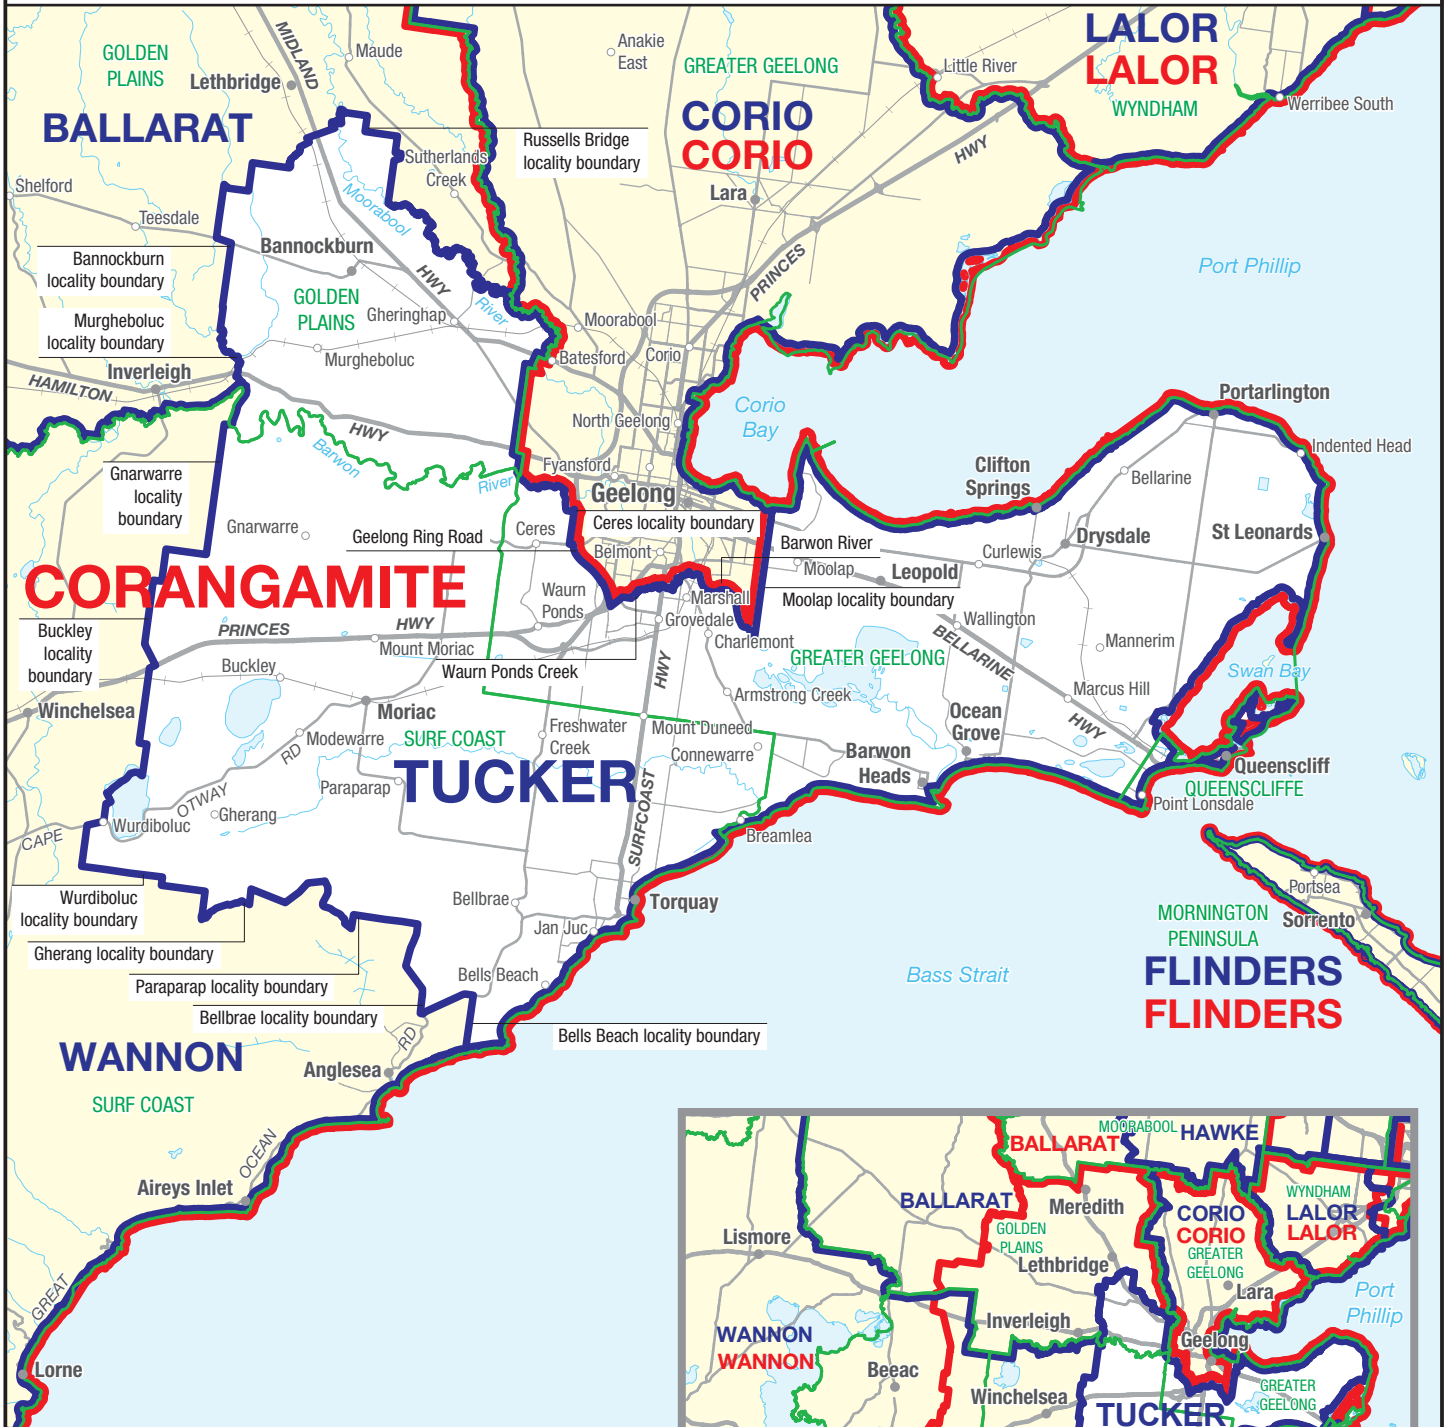 GOLDEN
PLAINS
Lethbridge
MIDLAND
Maude
Anakie
East
GREATER GEELONG
LALOR
LALOR
WYNDHAM
Little River
Werribee South
BALLARAT
CORIO
CORIO
HWY
Russells Bridge
locality boundary
Sutherlands
Creek
Shelford
Teesdale
Moorabool
Lara
Bannockburn
Bannockburn
locality boundary
HWY
PRINCES
Port Phillip
GOLDEN
PLAINS
Gheringhap
River
Murgheboluc
locality boundary
Moorabool
Murgheboluc
Batesford
Corio
Inverleigh
HAMILTON
HWY
Barwon
North Geelong
Corio
Bay
Portarlington
Indented Head
Gnarwarre
locality
boundary
River
Fyansford
Geelong
Clifton
Springs
Bellarine
Gnarwarre
Geelong Ring Road
Ceres
Ceres locality boundary
Belmont
Barwon River
Moolap
Leopold
Curlewis
Drysdale
St Leonards
CORANGAMITE
Waurn
Ponds
Marshall
Moolap locality boundary
Buckley
locality
boundary
PRINCES
HWY
Mount Moriac
Grovedale
Charlemont
Wallington
BELLARINE
Mannerim
GREATER GEELONG
Buckley
Waurn Ponds Creek
HWY
Swan Bay
Winchelsea
Moriac
Armstrong Creek
Marcus Hill
HWY
Modewarre
RD
SURF COAST
Freshwater
Creek
Mount Duneed
Connewarre
Ocean
Grove
Barwon
Heads
Queenscliff
QUEENSCLIFFE
Point Lonsdale
TUCKER
Paraparap
OTWAY
Gherang
CAPE
Wurdiboluc
SURFCOAST
Breamlea
Wurdiboluc
locality boundary
Bellbrae
Torquay
Portsea
Sorrento
MORNINGTON
PENINSULA
FLINDERS
FLINDERS
Jan Juc
Gherang locality boundary
Bells Beach
Paraparap locality boundary
Bass Strait
Bellbrae locality boundary
Bells Beach locality boundary
WANNON
RD
Anglesea
SURF COAST
OCEAN
Aireys Inlet
GREAT
Lorne
MOORABOOL
HAWKE
BALLARAT
BALLARAT
Meredith
WYNDHAM
LALOR
LALOR
CORIO
CORIO
GREATER
GEELONG
Lismore
GOLDEN
PLAINS
Lethbridge
Lara
Port
Phillip
Inverleigh
Geelong
WANNON
WANNON
Beeac
Winchelsea
GREATER
GEELONG
TUCKER